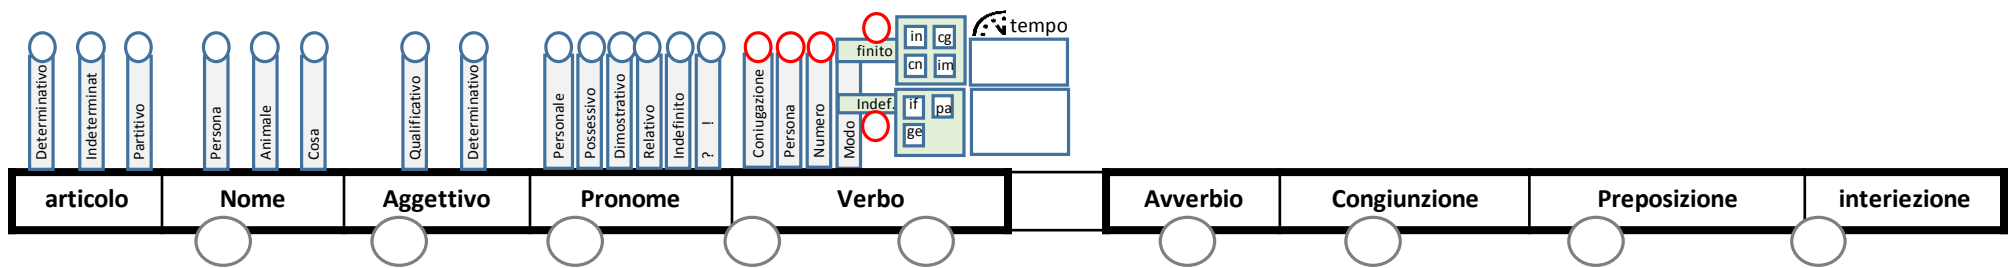 Determinativo
Indeterminat
Partitivo
Persona
Animale
Cosa
Qualificativo
Determinativo
Personale
Possessivo
Dimostrativo
Relativo
Indefinito
? !
Coniugazione
Persona
Numero
Modo
finito
in cg
cn im
tempo
Indef.
if pa
ge
articolo Nome Aggettivo Pronome Verbo Avverbio Congiunzione Preposizione interiezione